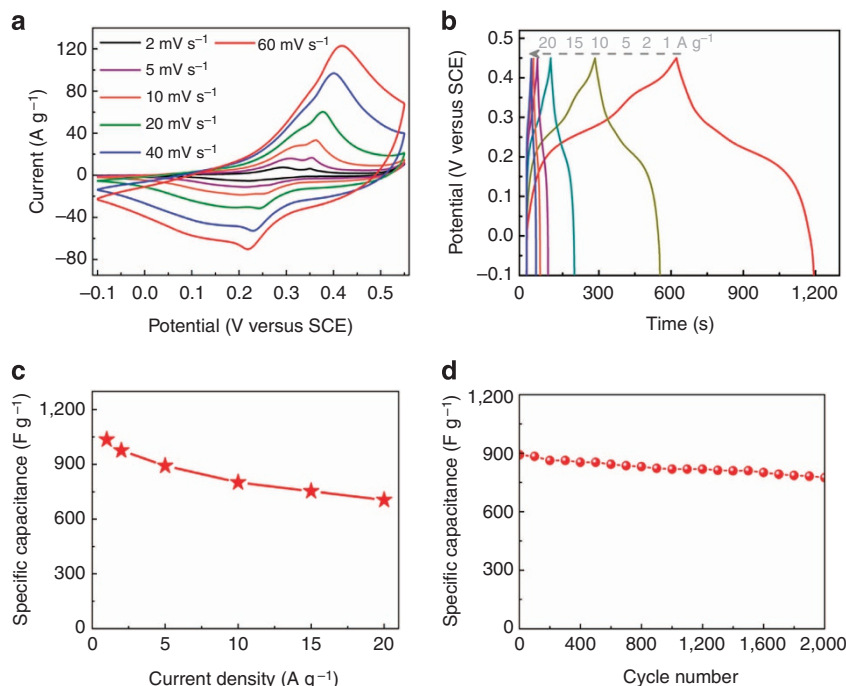 a
Current (A g⁻¹)
120
80
40
0
−40
−80
2 mV s⁻¹
60 mV s⁻¹
5 mV s⁻¹
10 mV s⁻¹
20 mV s⁻¹
40 mV s⁻¹
−0.1 0.0 0.1 0.2 0.3 0.4 0.5
Potential (V versus SCE)
b
Potential (V versus SCE)
0.5
0.4
0.3
0.2
0.1
0.0
−0.1
20 15 10 5 2 1 A g⁻¹
0 300 600 900 1,200
Time (s)
c
Specific capacitance (F g⁻¹)
1,200
900
600
300
0
0 5 10 15 20
Current density (A g⁻¹)
d
Specific capacitance (F g⁻¹)
1,200
900
600
300
0
0 400 800 1,200 1,600 2,000
Cycle number